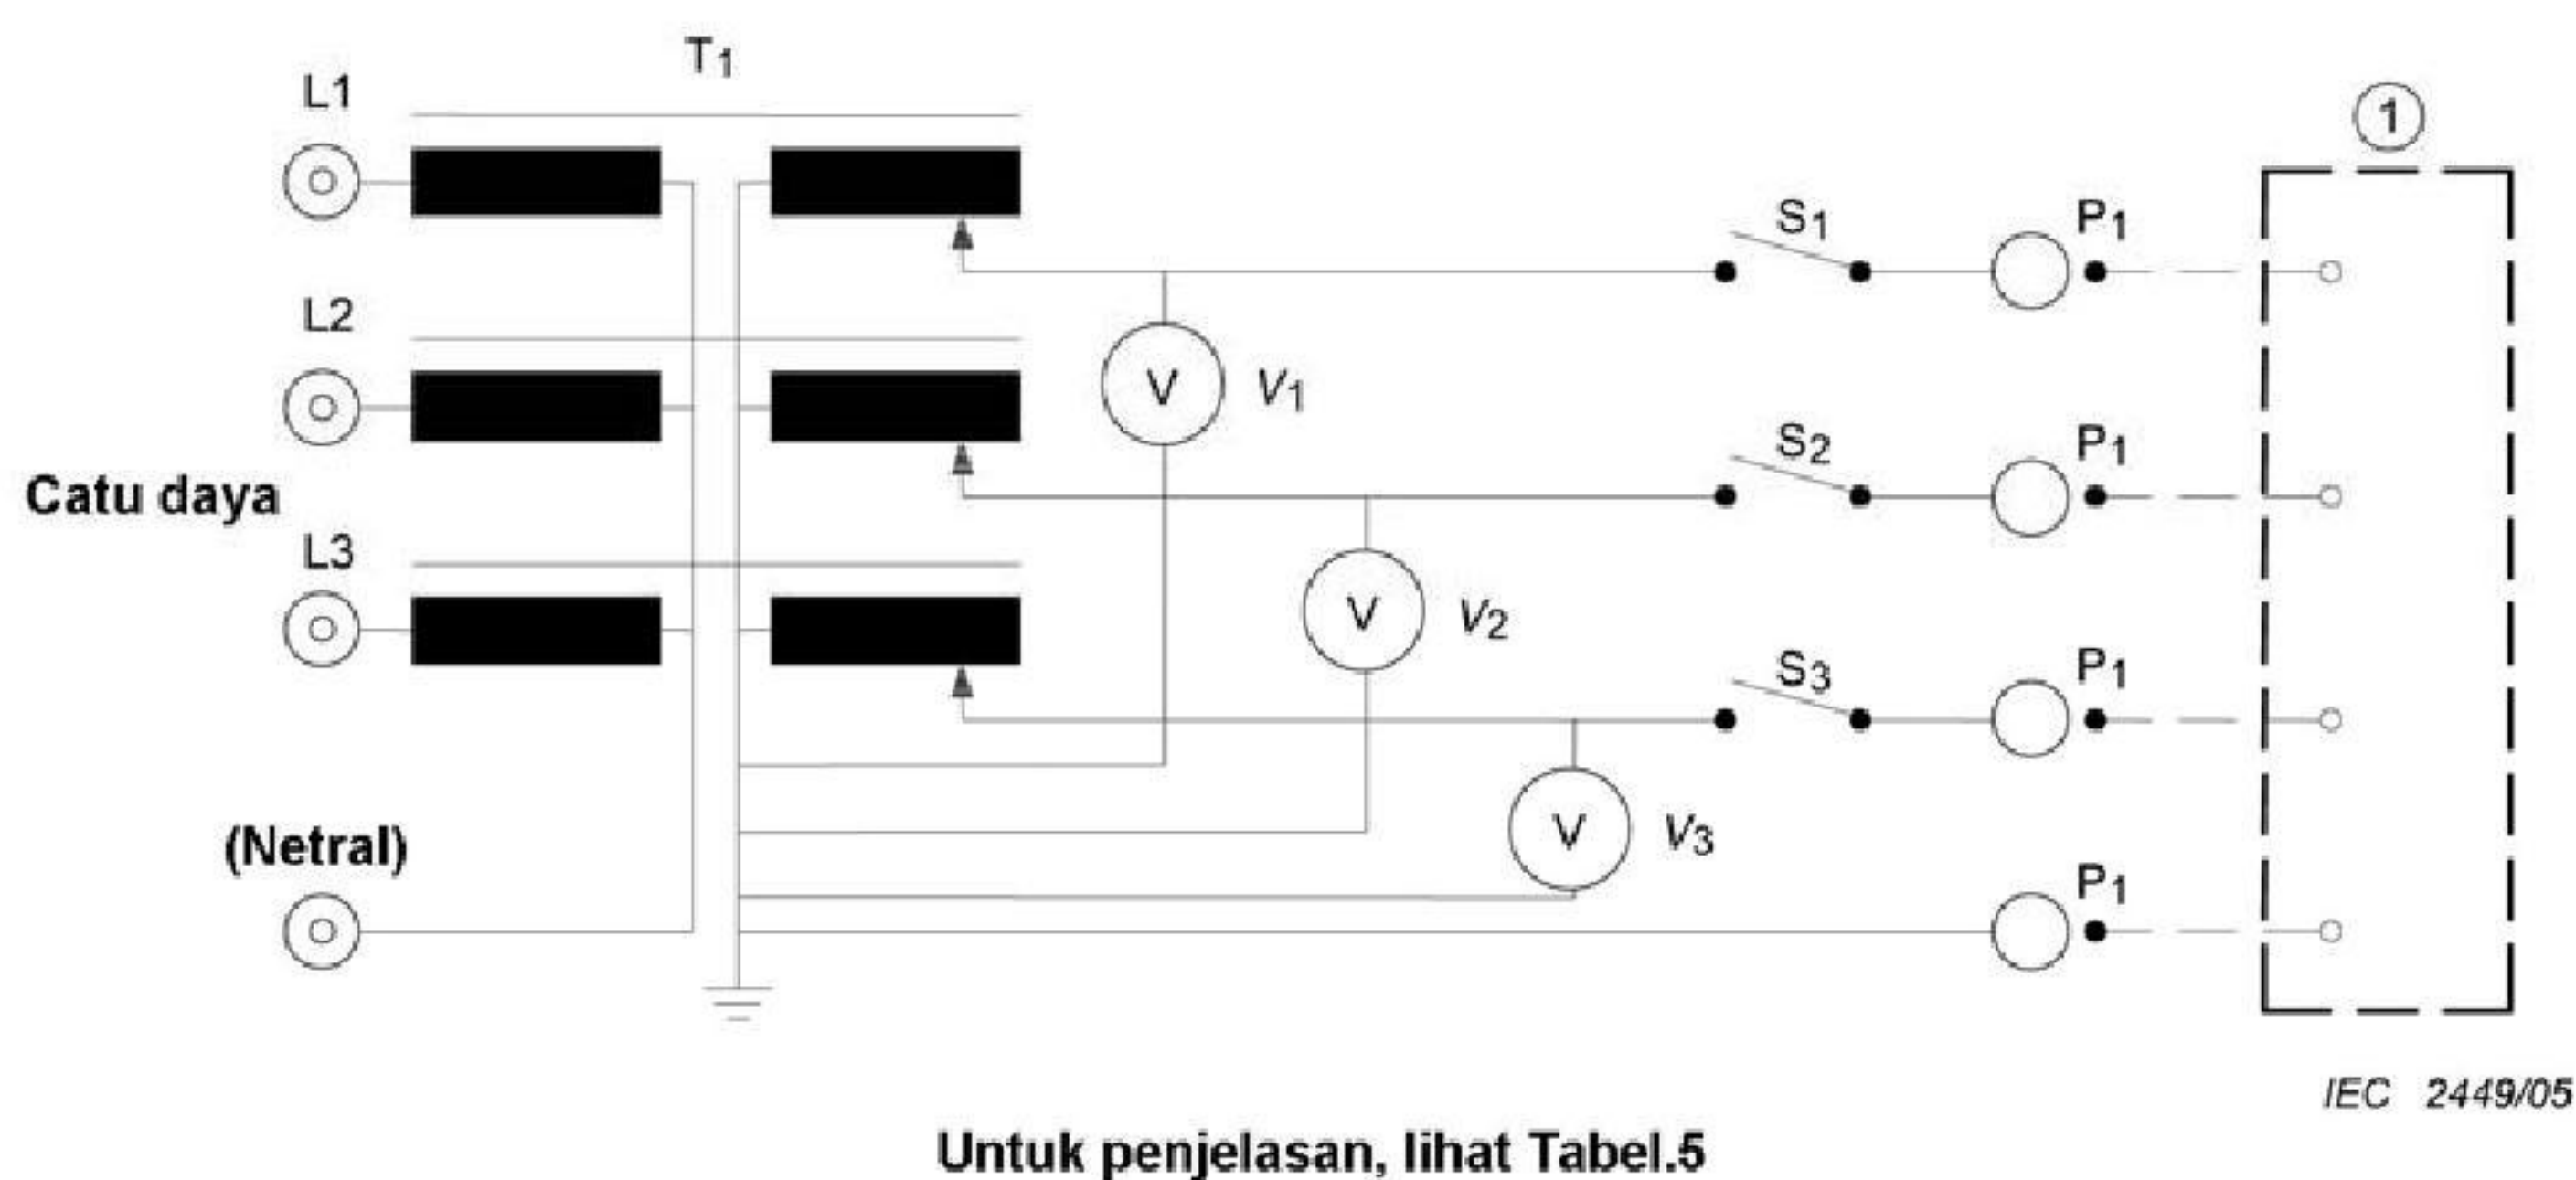 T1
L1
1
S1
P1
L2
V
V1
S2
P1
Catu daya
L3
V
V2
S3
P1
(Netral)
V
V3
P1
IEC 2449/05
Untuk penjelasan, lihat Tabel.5